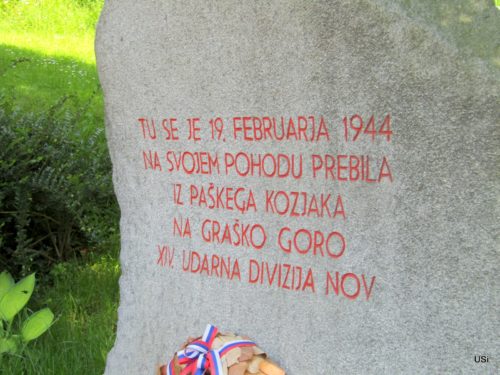 TU SE JE 19. FEBRUARJA 1944
NA SVOJEM POHODU PREBILA
IZ PAŠKEGA KOZJAKA
NA GRAŠKO GORO
XIV. UDARNA DIVIZIJA NOV
USi